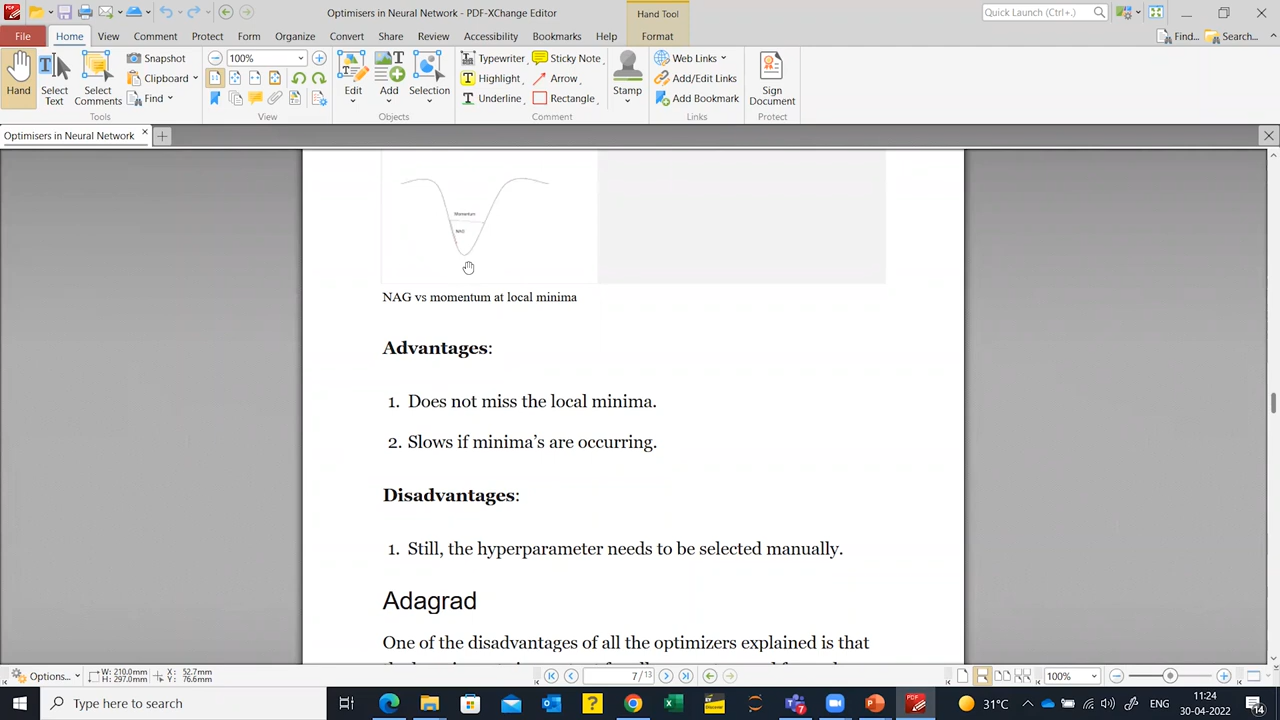 Optimisers in Neural Network - PDF-XChange Editor
Hand Tool
Quick Launch (Ctrl+.)
File Home View Comment Protect Form Organize Convert Share Review Accessibility Bookmarks Help Format
Find... Search...
Hand
Select Text
Select Comments
Snapshot
Clipboard
Find
Tools
100%
View
Edit
Add
Selection
Objects
Typewriter
Highlight
Underline
Sticky Note
Arrow
Rectangle
Comment
Stamp
Web Links
Add/Edit Links
Add Bookmark
Links
Sign Document
Protect
Optimisers in Neural Network
Momentum
NAG
NAG vs momentum at local minima
Advantages:
1. Does not miss the local minima.
2. Slows if minima's are occurring.
Disadvantages:
1. Still, the hyperparameter needs to be selected manually.
Adagrad
One of the disadvantages of all the optimizers explained is that
Options...
W: 210.0mm
H: 297.0mm
X: 52.7mm
Y: 76.6mm
7 / 13
100%
Type here to search
31°C
ENG
11:24
30-04-2022
14